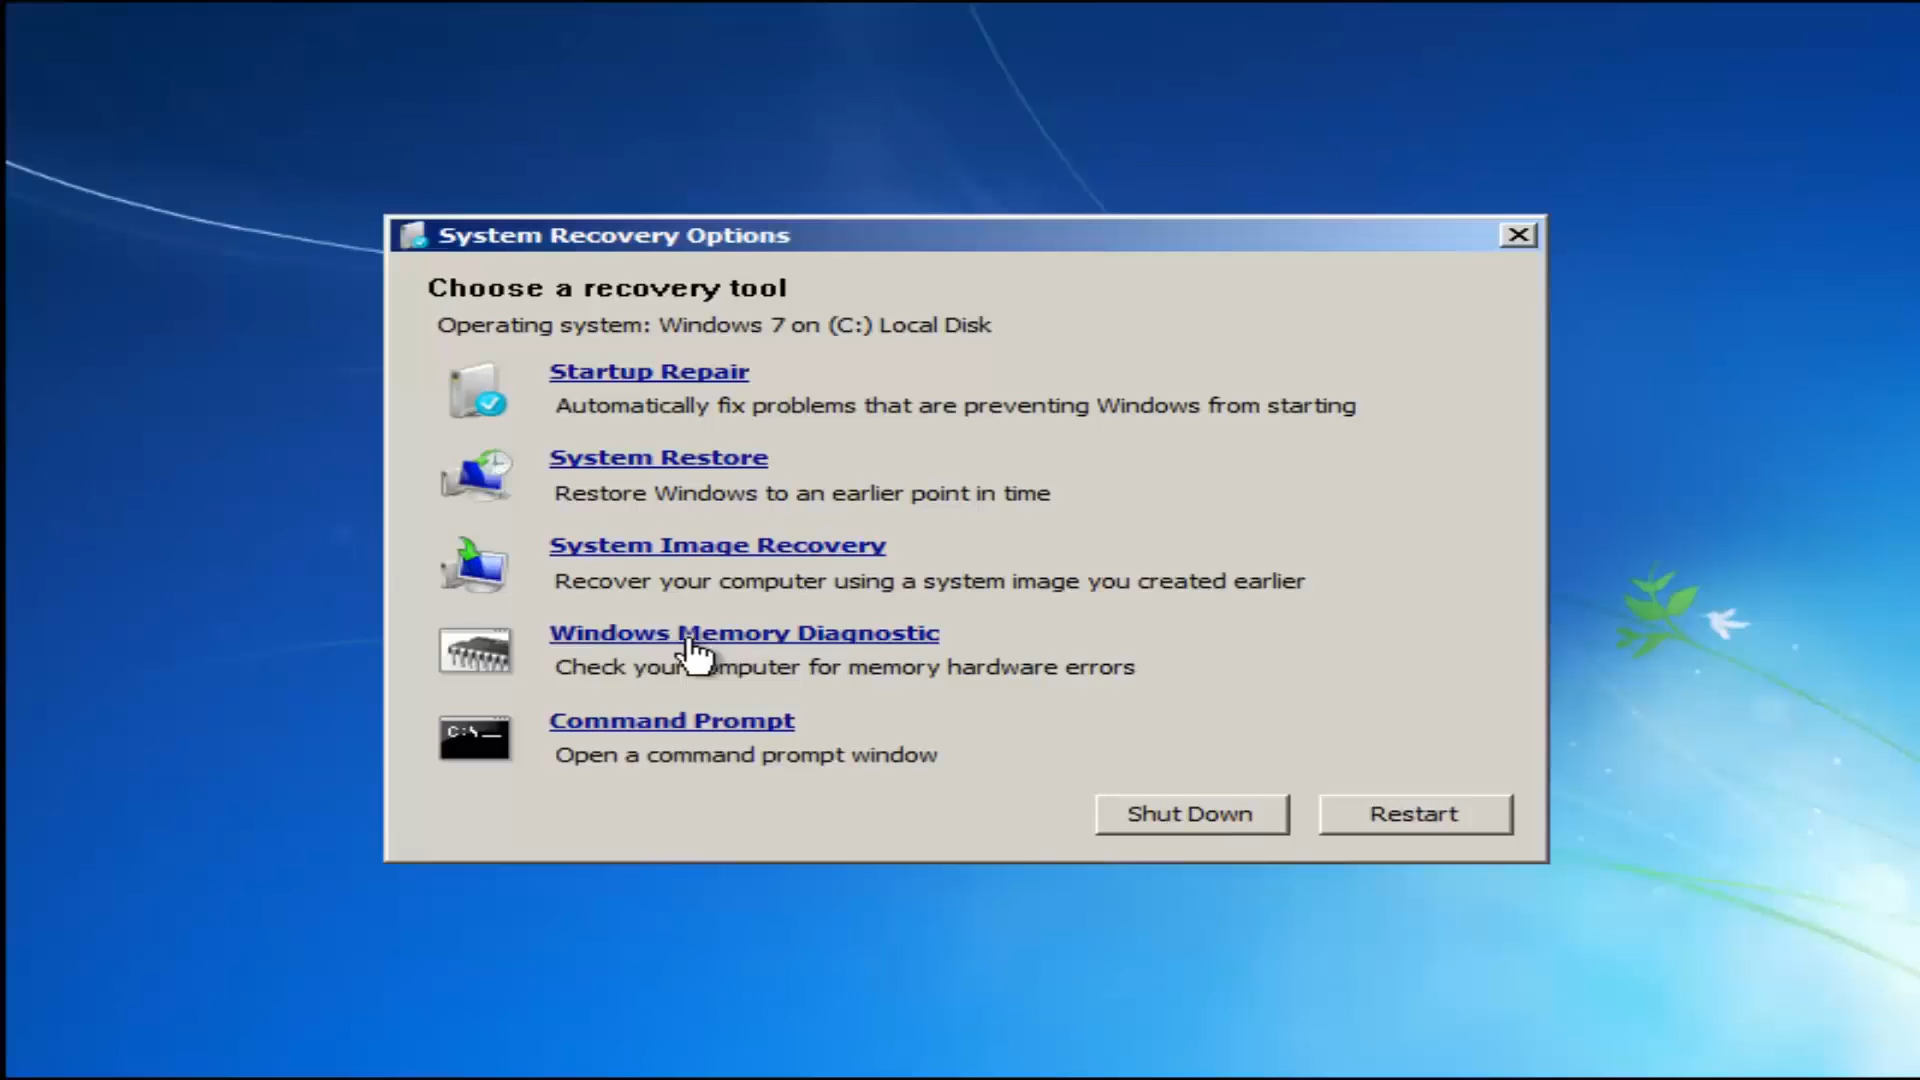 System Recovery Options
Choose a recovery tool
Operating system: Windows 7 on (C:) Local Disk
Startup Repair
Automatically fix problems that are preventing Windows from starting
System Restore
Restore Windows to an earlier point in time
System Image Recovery
Recover your computer using a system image you created earlier
Windows Memory Diagnostic
Check your computer for memory hardware errors
C:\_
Command Prompt
Open a command prompt window
Shut Down
Restart